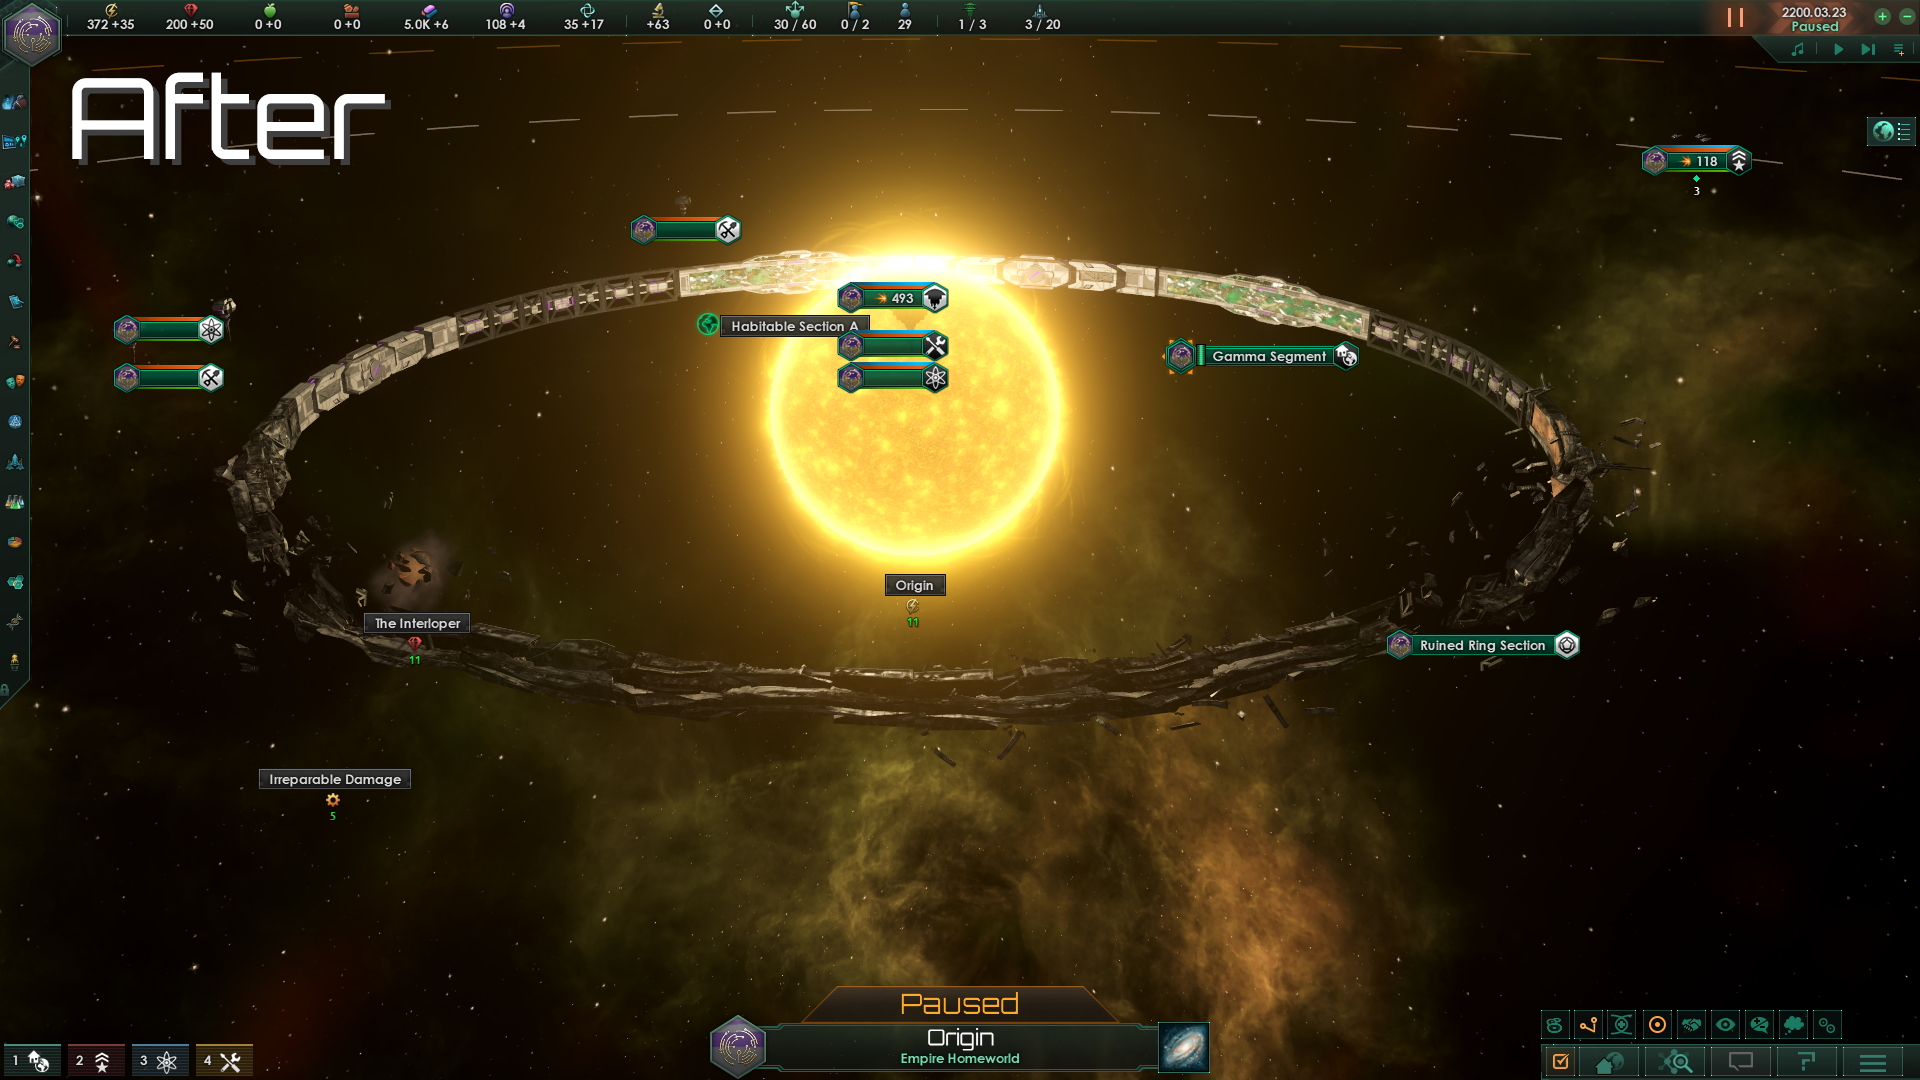 372 +35 200 +50 0 +0 0 +0 5.0K +6 108 +4 35 +17 +63 0 +0 30 / 60 0 / 2 29 1 / 3 3 / 20
2200.03.23
Paused
After
118
3
493
Habitable Section A
Gamma Segment
Origin
11
The Interloper
11
Ruined Ring Section
Irreparable Damage
5
Paused
Origin
Empire Homeworld
1 2 3 4